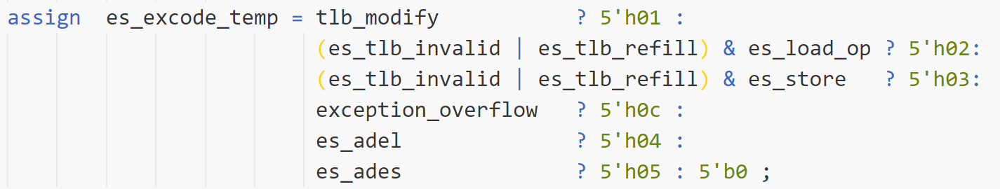 assign  es_excode_temp = tlb_modify           ? 5'h01 :
(es_tlb_invalid | es_tlb_refill) & es_load_op ? 5'h02:
(es_tlb_invalid | es_tlb_refill) & es_store   ? 5'h03:
exception_overflow   ? 5'h0c :
es_adel              ? 5'h04 :
es_ades              ? 5'h05 : 5'b0 ;